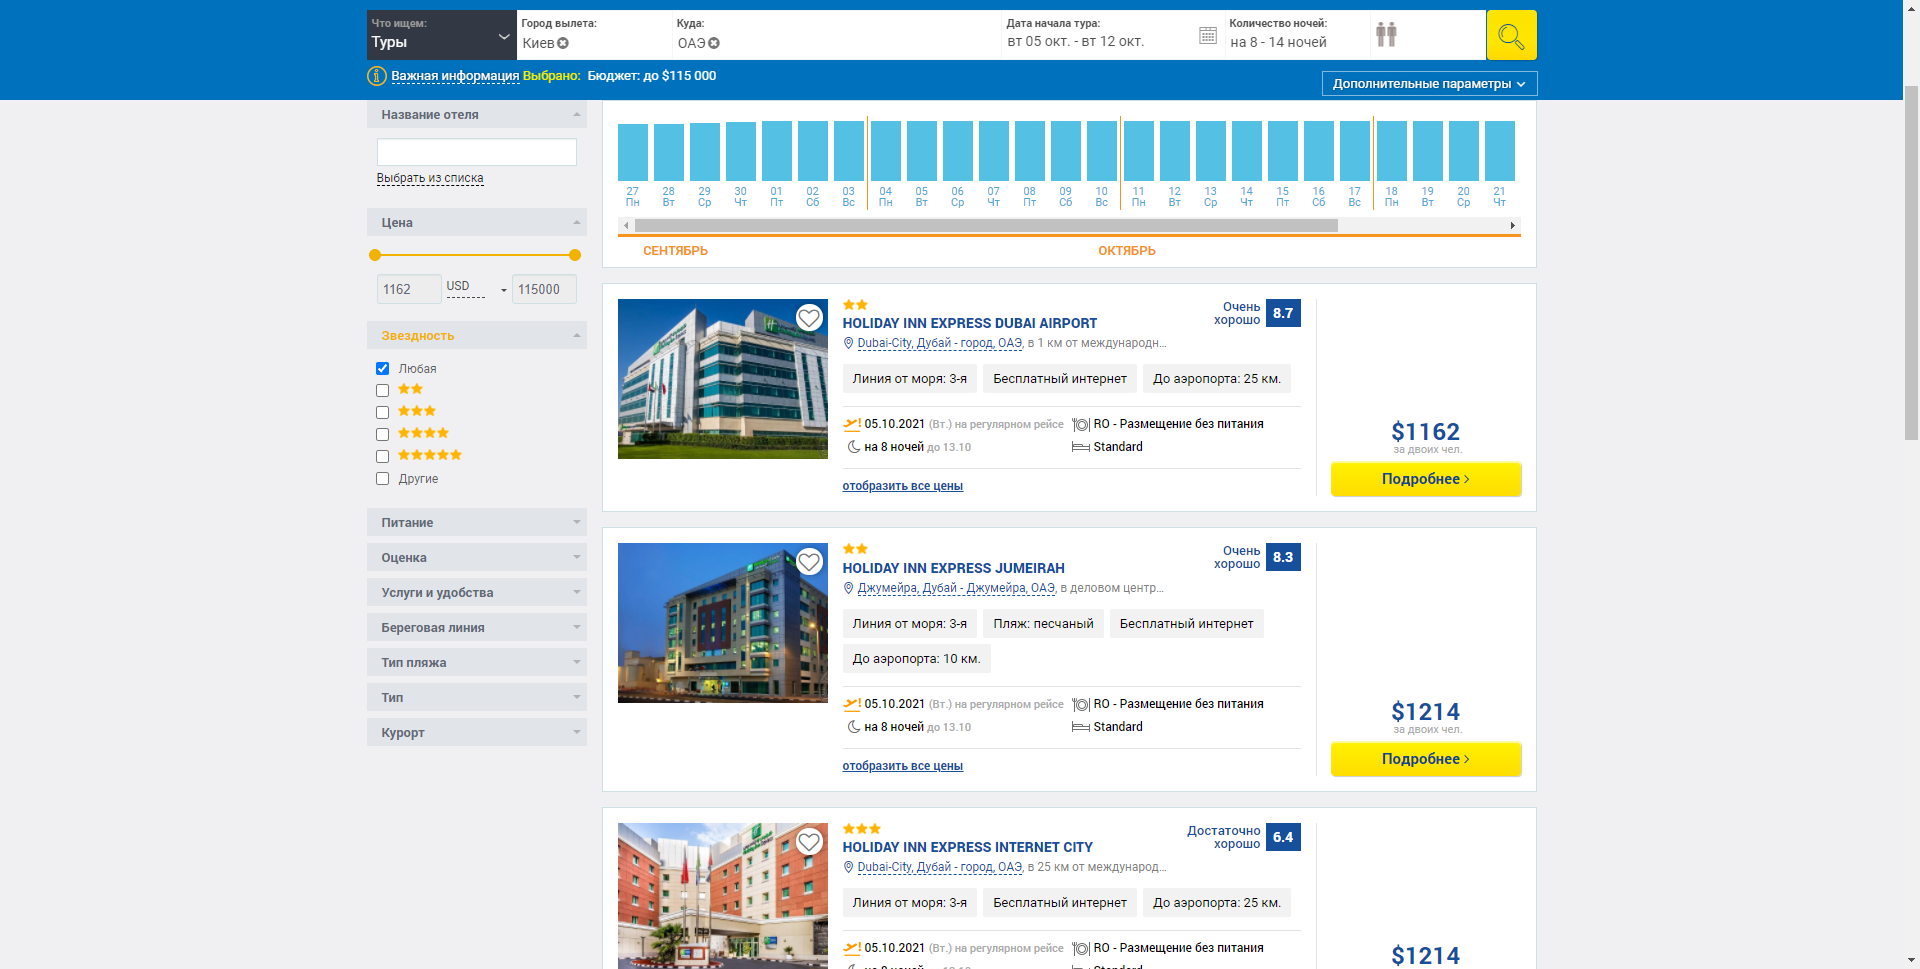 Что ищем:
Туры
Город вылета:
Киев
Куда:
ОАЭ
Дата начала тура:
вт 05 окт. - вт 12 окт.
Количество ночей:
на 8 - 14 ночей
Важная информация Выбрано: Бюджет: до $115 000
Дополнительные параметры
Название отеля
Выбрать из списка
Цена
1162 USD 115000
Звездность
Любая
Другие
Питание
Оценка
Услуги и удобства
Береговая линия
Тип пляжа
Тип
Курорт
27 28 29 30 01 02 03 04 05 06 07 08 09 10 11 12 13 14 15 16 17 18 19 20 21
Пн Вт Ср Чт Пт Сб Вс Пн Вт Ср Чт Пт Сб Вс Пн Вт Ср Чт Пт Сб Вс Пн Вт Ср Чт
СЕНТЯБРЬ ОКТЯБРЬ
HOLIDAY INN EXPRESS DUBAI AIRPORT
Очень
хорошо
8.7
Dubai-City, Дубай - город, ОАЭ, в 1 км от международн...
Линия от моря: 3-я Бесплатный интернет До аэропорта: 25 км.
05.10.2021 (Вт.) на регулярном рейсе RO - Размещение без питания
на 8 ночей до 13.10 Standard
отобразить все цены
$1162
за двоих чел.
Подробнее
HOLIDAY INN EXPRESS JUMEIRAH
Очень
хорошо
8.3
Джумейра, Дубай - Джумейра, ОАЭ, в деловом центр...
Линия от моря: 3-я Пляж: песчаный Бесплатный интернет
До аэропорта: 10 км.
05.10.2021 (Вт.) на регулярном рейсе RO - Размещение без питания
на 8 ночей до 13.10 Standard
отобразить все цены
$1214
за двоих чел.
Подробнее
HOLIDAY INN EXPRESS INTERNET CITY
Достаточно
хорошо
6.4
Dubai-City, Дубай - город, ОАЭ, в 25 км от международ...
Линия от моря: 3-я Бесплатный интернет До аэропорта: 25 км.
05.10.2021 (Вт.) на регулярном рейсе RO - Размещение без питания
на 8 ночей до 13.10 Standard
$1214